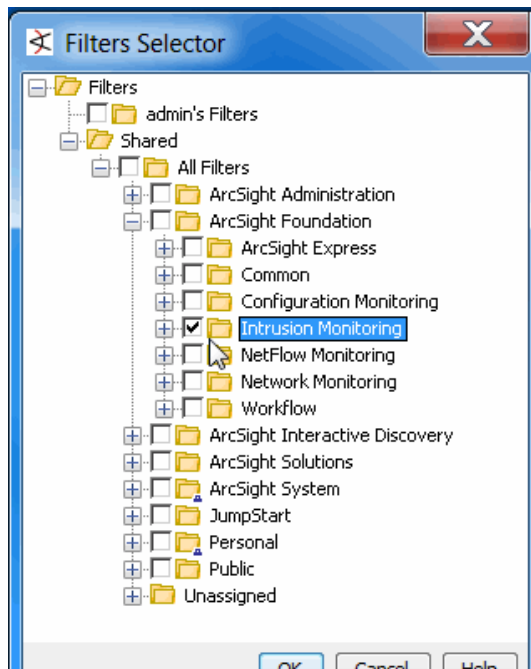 Filters Selector
Filters
admin's Filters
Shared
All Filters
ArcSight Administration
ArcSight Foundation
ArcSight Express
Common
Configuration Monitoring
Intrusion Monitoring
NetFlow Monitoring
Network Monitoring
Workflow
ArcSight Interactive Discovery
ArcSight Solutions
ArcSight System
JumpStart
Personal
Public
Unassigned
OK Cancel Help